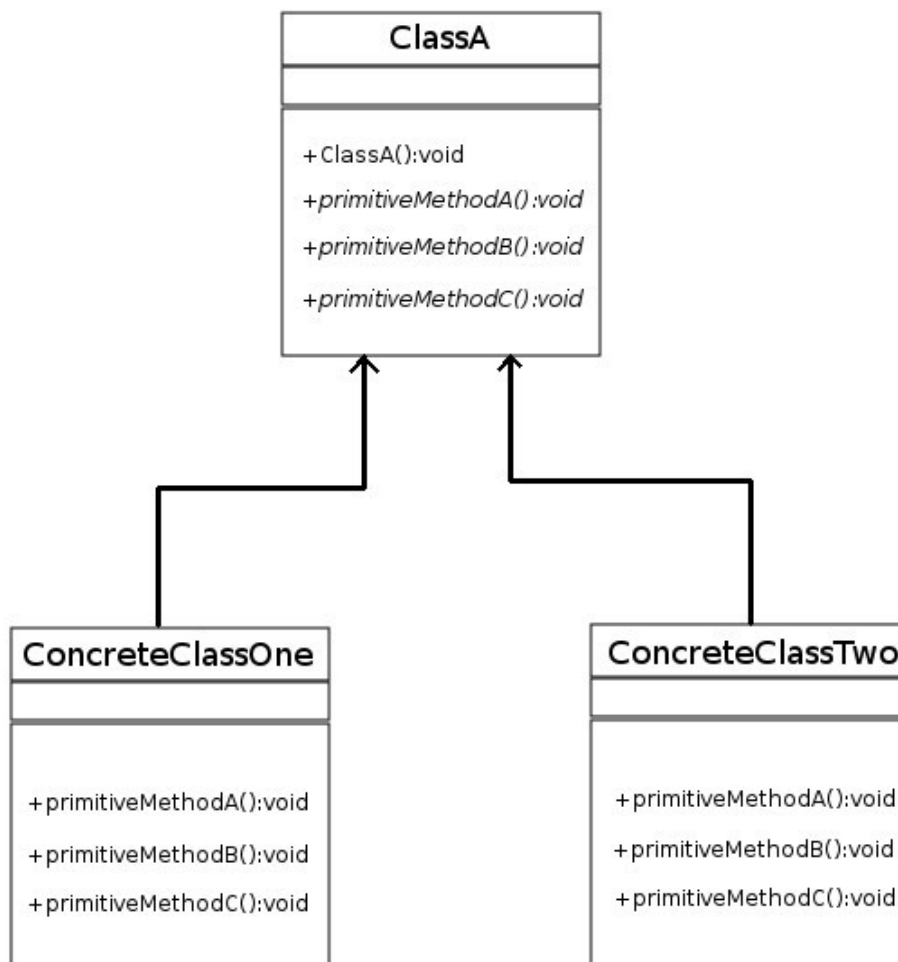 ClassA
+ClassA():void
+primitiveMethodA():void
+primitiveMethodB():void
+primitiveMethodC():void
ConcreteClassOne
+primitiveMethodA():void
+primitiveMethodB():void
+primitiveMethodC():void
ConcreteClassTwo
+primitiveMethodA():void
+primitiveMethodB():void
+primitiveMethodC():void